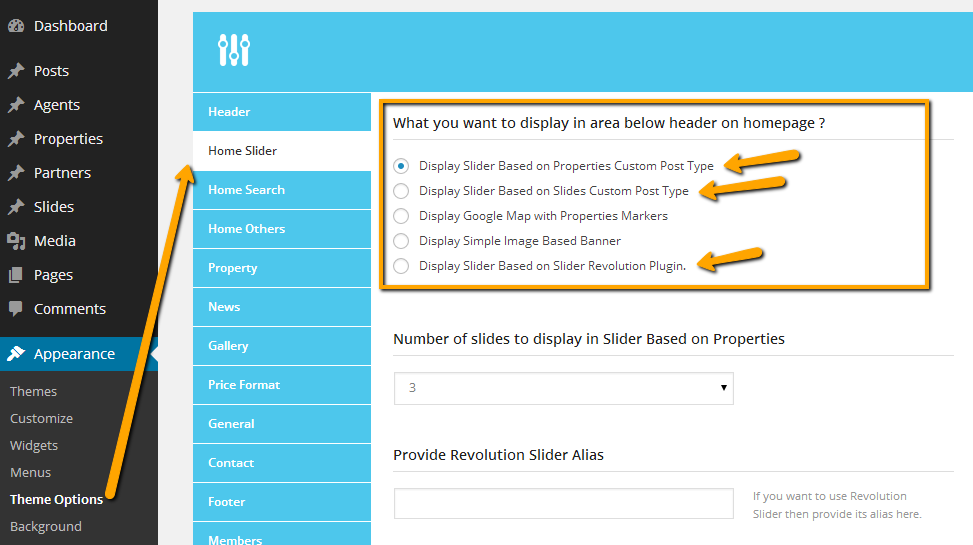 Dashboard
Posts
Agents
Properties
Partners
Slides
Media
Pages
Comments
Appearance
Themes
Customize
Widgets
Menus
Theme Options
Background
Header
Home Slider
Home Search
Home Others
Property
News
Gallery
Price Format
General
Contact
Footer
Members
What you want to display in area below header on homepage ?
Display Slider Based on Properties Custom Post Type
Display Slider Based on Slides Custom Post Type
Display Google Map with Properties Markers
Display Simple Image Based Banner
Display Slider Based on Slider Revolution Plugin.
Number of slides to display in Slider Based on Properties
3
Provide Revolution Slider Alias
If you want to use Revolution
Slider then provide its alias here.